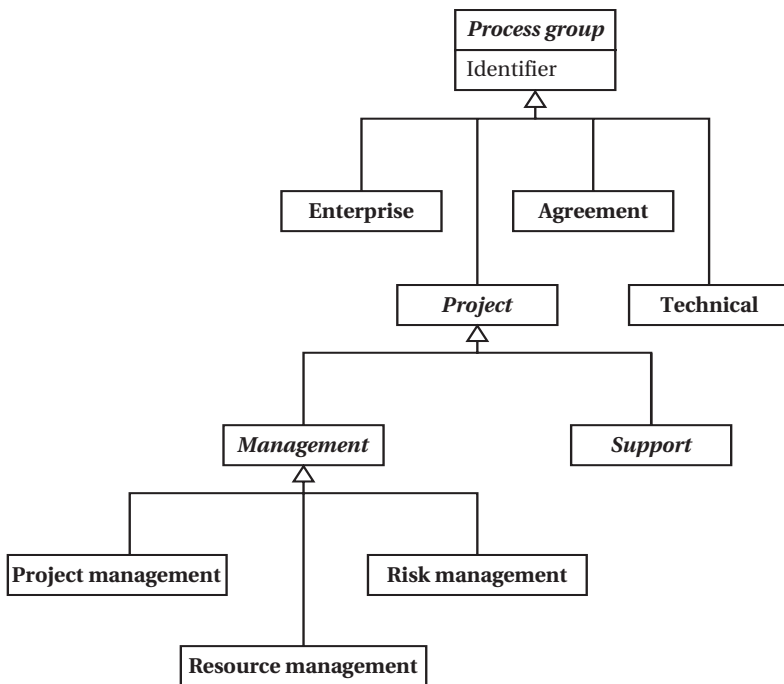 Process group
Identifier
Enterprise
Agreement
Project
Technical
Management
Support
Project management
Risk management
Resource management